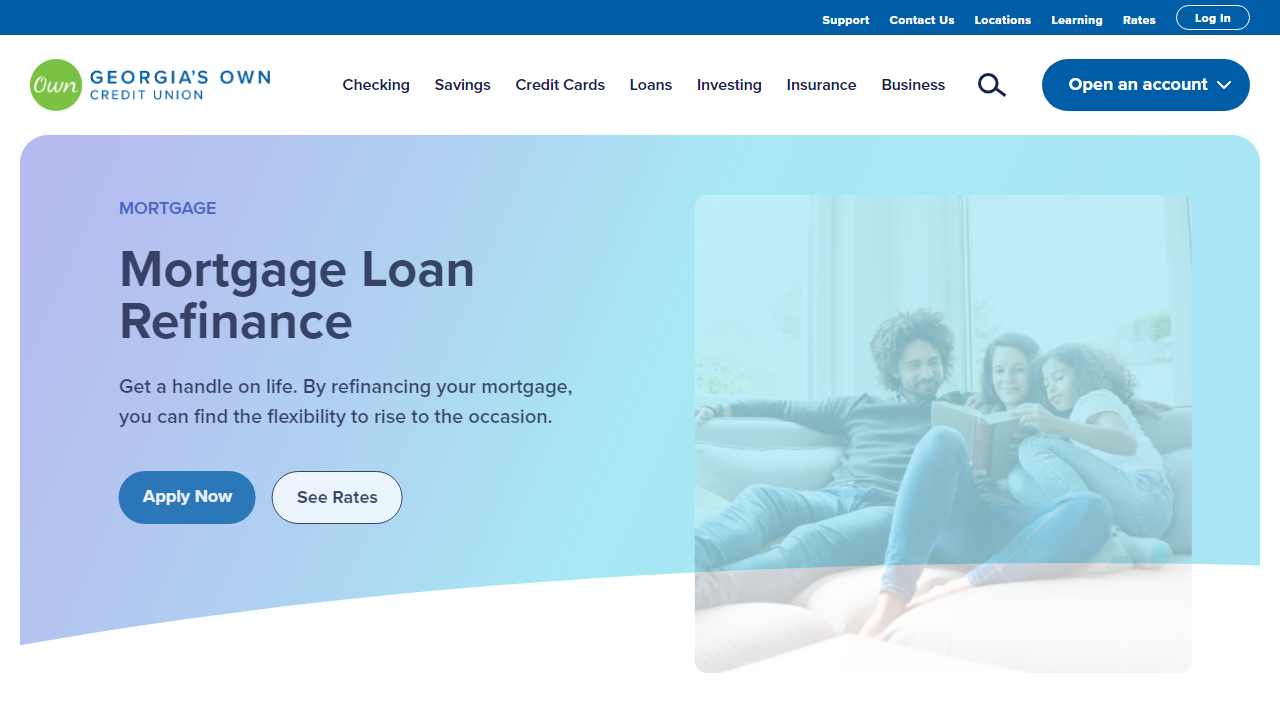 Support Contact Us Locations Learning Rates Log In
Own GEORGIA'S OWN
CREDIT UNION
Checking Savings Credit Cards Loans Investing Insurance Business Open an account
MORTGAGE
Mortgage Loan
Refinance
Get a handle on life. By refinancing your mortgage,
you can find the flexibility to rise to the occasion.
Apply Now See Rates